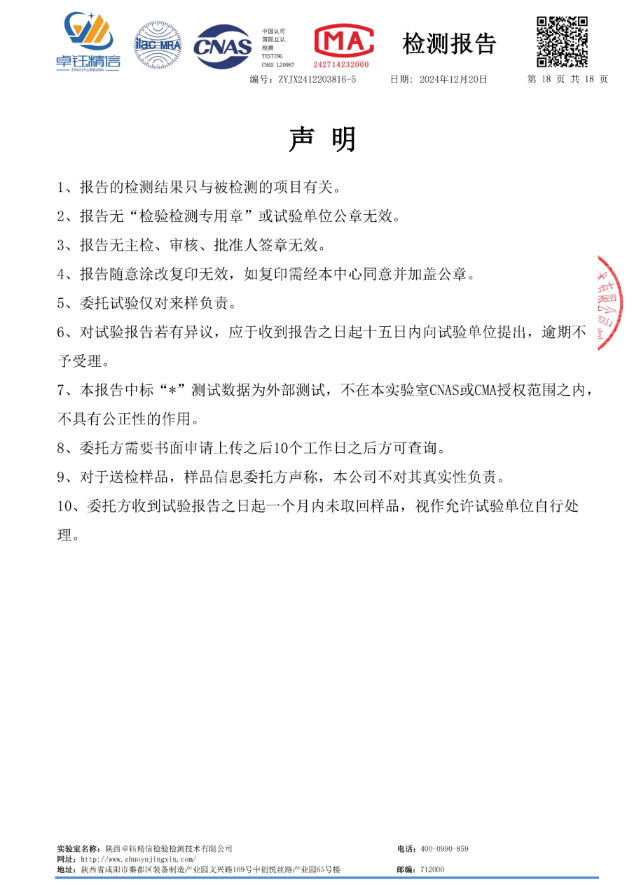 卓钰精信
ZHUOYUJINGXIN
ilac-MRA
CNAS
中国认可
国际互认
检测
TESTING
CNAS L20067
MA
242714232000
检测报告
编号：ZYJX2412203816-5 日期：2024年12月20日 第 18 页 共 18 页
声 明
1、报告的检测结果只与被检测的项目有关。
2、报告无“检验检测专用章”或试验单位公章无效。
3、报告无主检、审核、批准人签章无效。
4、报告随意涂改复印无效，如复印需经本中心同意并加盖公章。
5、委托试验仅对来样负责。
6、对试验报告若有异议，应于收到报告之日起十五日内向试验单位提出，逾期不
予受理。
7、本报告中标“*”测试数据为外部测试，不在本实验室CNAS或CMA授权范围之内，
不具有公正性的作用。
8、委托方需要书面申请上传之后10个工作日之后方可查询。
9、对于送检样品，样品信息委托方声称，本公司不对其真实性负责。
10、委托方收到试验报告之日起一个月内未取回样品，视作允许试验单位自行处
理。
有限公司
实验室名称：陕西卓钰精信检验检测技术有限公司 电话：400-0990-859
网址：http://www.zhuoyujingxin.com/
地址：陕西省咸阳市秦都区装备制造产业园文兴路169号中创悦丝路产业园65号楼 邮编：712000